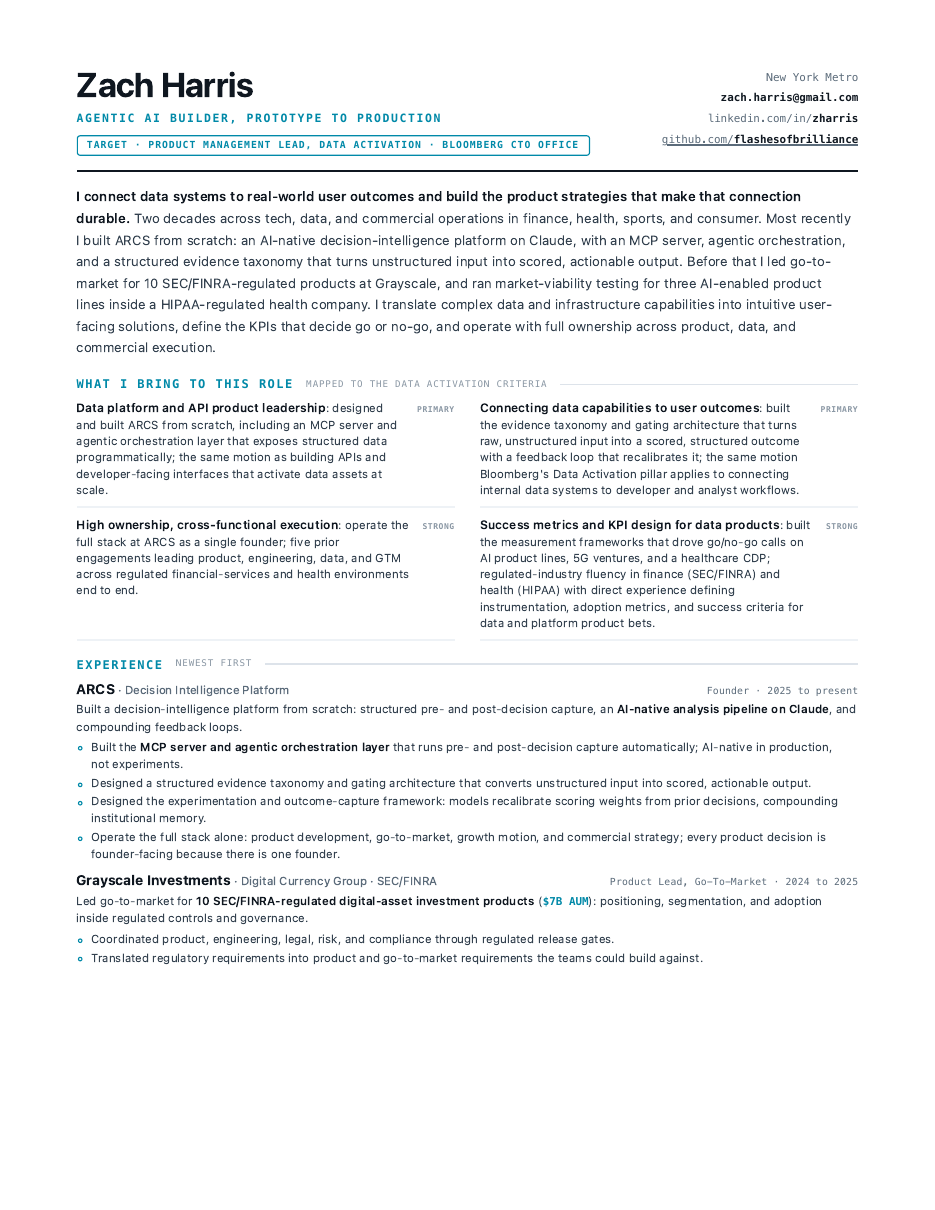 Zach Harris
AGENTIC AI BUILDER, PROTOTYPE TO PRODUCTION
TARGET · PRODUCT MANAGEMENT LEAD, DATA ACTIVATION · BLOOMBERG CTO OFFICE
New York Metro
zach.harris@gmail.com
linkedin.com/in/zharris
github.com/flashesofbrilliance
I connect data systems to real-world user outcomes and build the product strategies that make that connection
durable. Two decades across tech, data, and commercial operations in finance, health, sports, and consumer. Most recently
I built ARCS from scratch: an AI-native decision-intelligence platform on Claude, with an MCP server, agentic orchestration,
and a structured evidence taxonomy that turns unstructured input into scored, actionable output. Before that I led go-to-
market for 10 SEC/FINRA-regulated products at Grayscale, and ran market-viability testing for three AI-enabled product
lines inside a HIPAA-regulated health company. I translate complex data and infrastructure capabilities into intuitive user-
facing solutions, define the KPIs that decide go or no-go, and operate with full ownership across product, data, and
commercial execution.
WHAT I BRING TO THIS ROLE MAPPED TO THE DATA ACTIVATION CRITERIA
Data platform and API product leadership: designed PRIMARY
and built ARCS from scratch, including an MCP server and
agentic orchestration layer that exposes structured data
programmatically; the same motion as building APIs and
developer-facing interfaces that activate data assets at
scale.
Connecting data capabilities to user outcomes: built PRIMARY
the evidence taxonomy and gating architecture that turns
raw, unstructured input into a scored, structured outcome
with a feedback loop that recalibrates it; the same motion
Bloomberg's Data Activation pillar applies to connecting
internal data systems to developer and analyst workflows.
High ownership, cross-functional execution: operate the STRONG
full stack at ARCS as a single founder; five prior
engagements leading product, engineering, data, and GTM
across regulated financial-services and health environments
end to end.
Success metrics and KPI design for data products: built STRONG
the measurement frameworks that drove go/no-go calls on
AI product lines, 5G ventures, and a healthcare CDP;
regulated-industry fluency in finance (SEC/FINRA) and
health (HIPAA) with direct experience defining
instrumentation, adoption metrics, and success criteria for
data and platform product bets.
EXPERIENCE NEWEST FIRST
ARCS · Decision Intelligence Platform Founder · 2025 to present
Built a decision-intelligence platform from scratch: structured pre- and post-decision capture, an AI-native analysis pipeline on Claude, and
compounding feedback loops.
Built the MCP server and agentic orchestration layer that runs pre- and post-decision capture automatically; AI-native in production,
not experiments.
Designed a structured evidence taxonomy and gating architecture that converts unstructured input into scored, actionable output.
Designed the experimentation and outcome-capture framework: models recalibrate scoring weights from prior decisions, compounding
institutional memory.
Operate the full stack alone: product development, go-to-market, growth motion, and commercial strategy; every product decision is
founder-facing because there is one founder.
Grayscale Investments · Digital Currency Group · SEC/FINRA Product Lead, Go-To-Market · 2024 to 2025
Led go-to-market for 10 SEC/FINRA-regulated digital-asset investment products ($7B AUM): positioning, segmentation, and adoption
inside regulated controls and governance.
Coordinated product, engineering, legal, risk, and compliance through regulated release gates.
Translated regulatory requirements into product and go-to-market requirements the teams could build against.